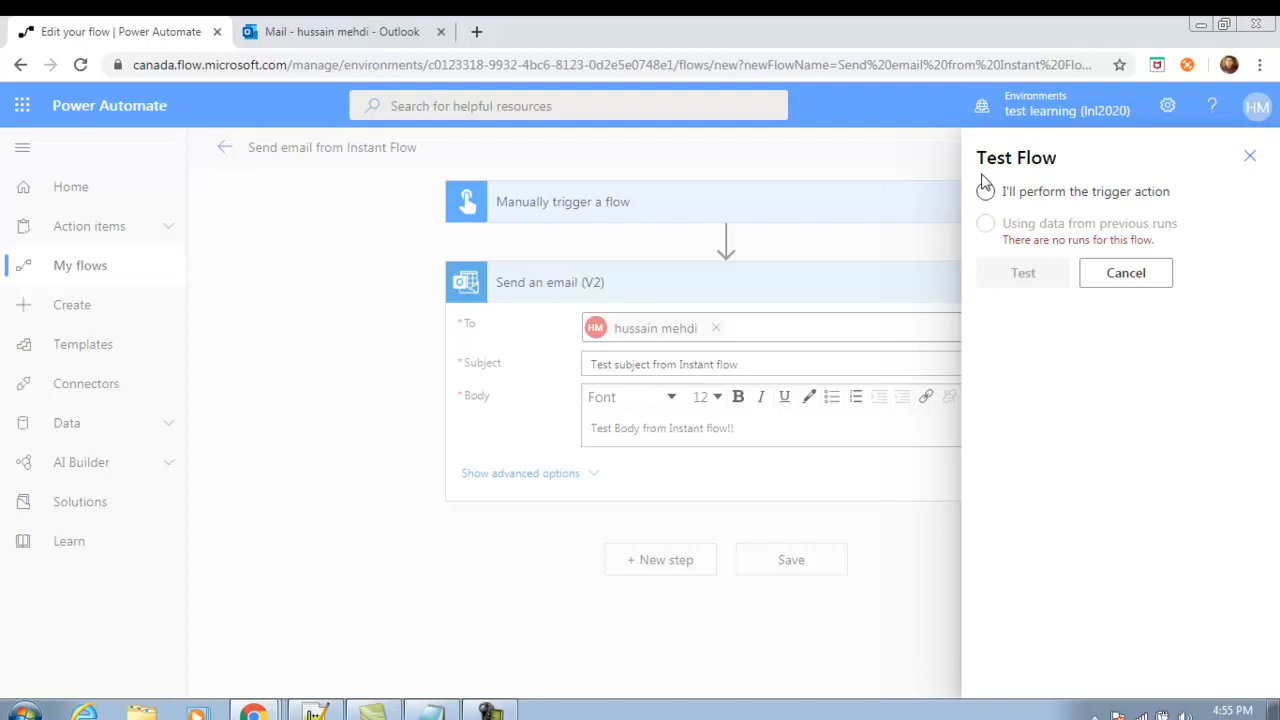 Edit your flow | Power Automate
Mail - hussain mehdi - Outlook
canada.flow.microsoft.com/manage/environments/c0123318-9932-4bc6-8123-0d2e5e0748e1/flows/new?newFlowName=Send%20email%20from%20Instant%20Flo...
Power Automate
Search for helpful resources
Environments
test learning (lnl2020)
?
HM
Send email from Instant Flow
Home
Action items
My flows
Create
Templates
Connectors
Data
AI Builder
Solutions
Learn
Manually trigger a flow
Send an email (V2)
* To
HM hussain mehdi
* Subject
Test subject from Instant flow
* Body
Font 12 B I U
Test Body from Instant flow!!
Show advanced options
+ New step
Save
Test Flow
I'll perform the trigger action
Using data from previous runs
There are no runs for this flow.
Test
Cancel
4:55 PM